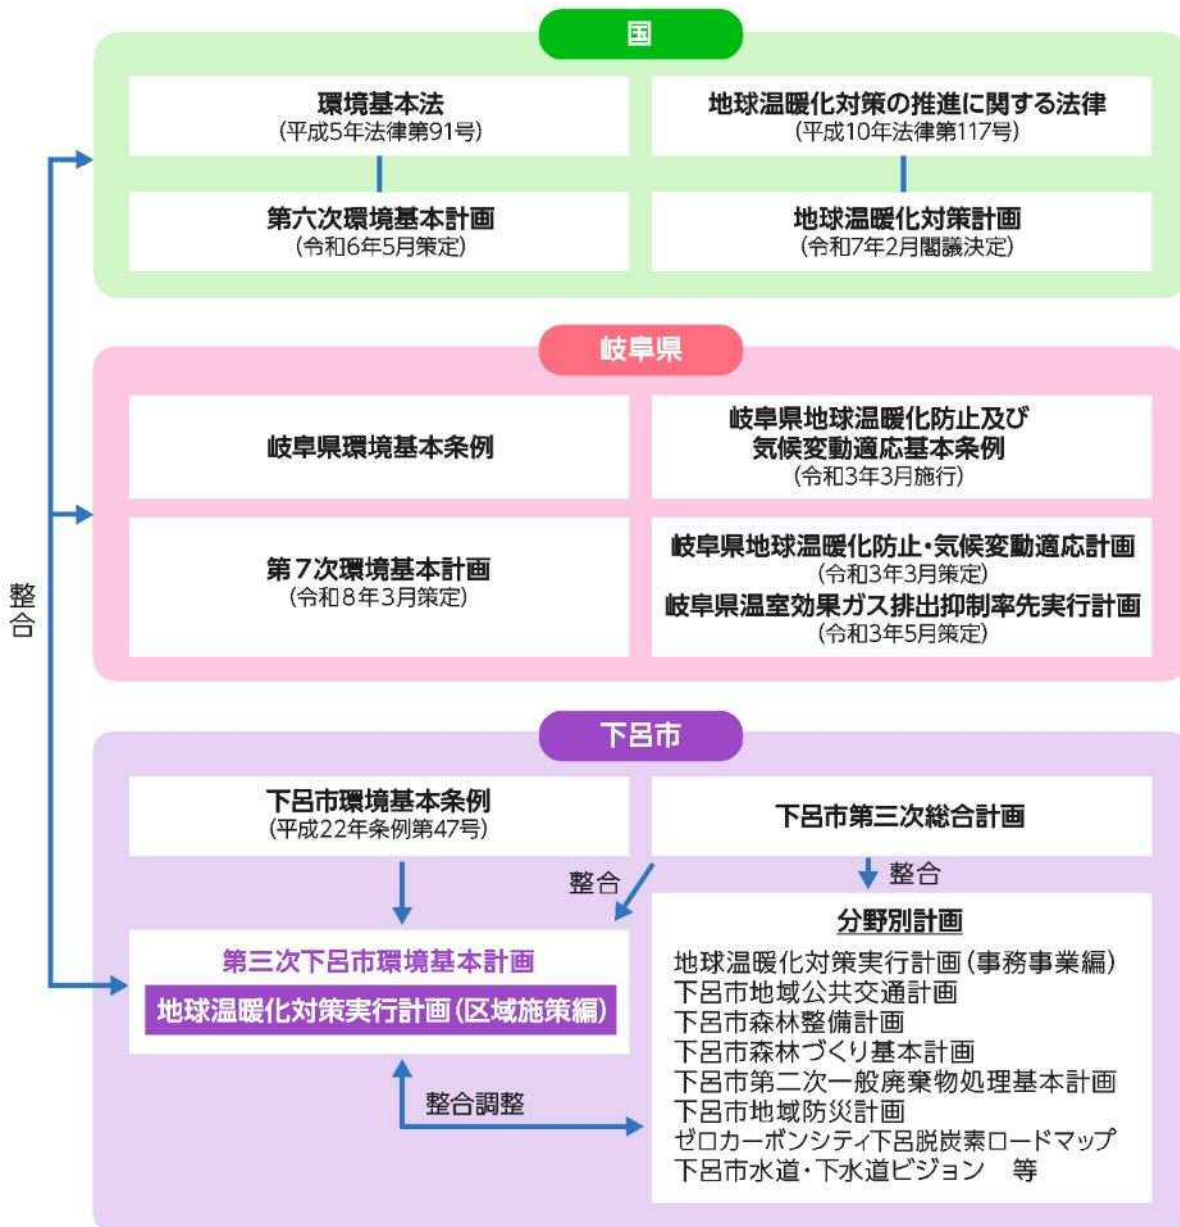 国
環境基本法
(平成5年法律第91号)
地球温暖化対策の推進に関する法律
(平成10年法律第117号)
第六次環境基本計画
(令和6年5月策定)
地球温暖化対策計画
(令和7年2月閣議決定)
岐阜県
岐阜県環境基本条例
岐阜県地球温暖化防止及び
気候変動適応基本条例
(令和3年3月施行)
第7次環境基本計画
(令和8年3月策定)
岐阜県地球温暖化防止・気候変動適応計画
(令和3年3月策定)
岐阜県温室効果ガス排出抑制率先実行計画
(令和3年5月策定)
整合
下呂市
下呂市環境基本条例
(平成22年条例第47号)
下呂市第三次総合計画
整合
整合
第三次下呂市環境基本計画
地球温暖化対策実行計画(区域施策編)
整合調整
分野別計画
地球温暖化対策実行計画(事務事業編)
下呂市地域公共交通計画
下呂市森林整備計画
下呂市森林づくり基本計画
下呂市第二次一般廃棄物処理基本計画
下呂市地域防災計画
ゼロカーボンシティ下呂脱炭素ロードマップ
下呂市水道・下水道ビジョン 等